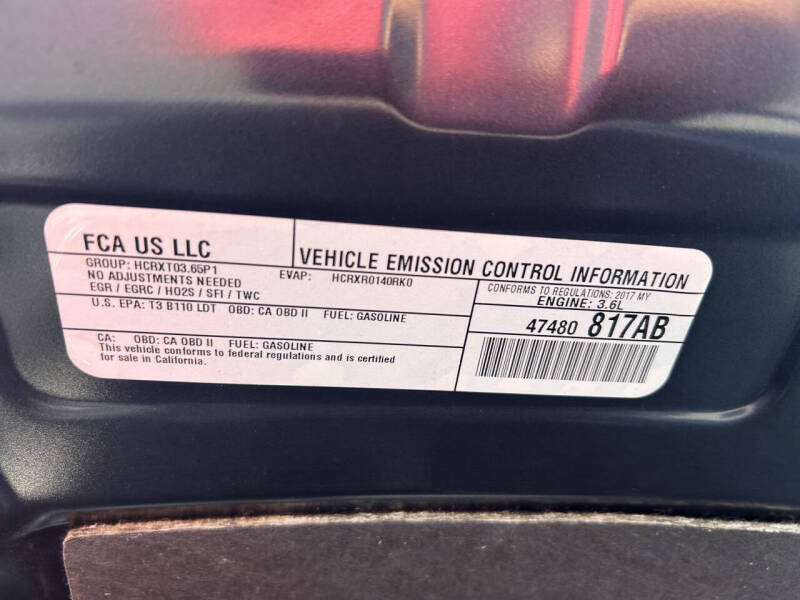 FCA US LLC
VEHICLE EMISSION CONTROL INFORMATION
GROUP: HCRXT03.65P1 EVAP: HCRXR0140RK0
NO ADJUSTMENTS NEEDED
EGR / EGRC / HO2S / SFI / TWC
CONFORMS TO REGULATIONS: 2017 MY
ENGINE: 3.6L
U.S. EPA: T3 B110 LDT OBD: CA OBD II FUEL: GASOLINE
47480 817AB
CA: OBD: CA OBD II FUEL: GASOLINE
This vehicle conforms to federal regulations and is certified
for sale in California.